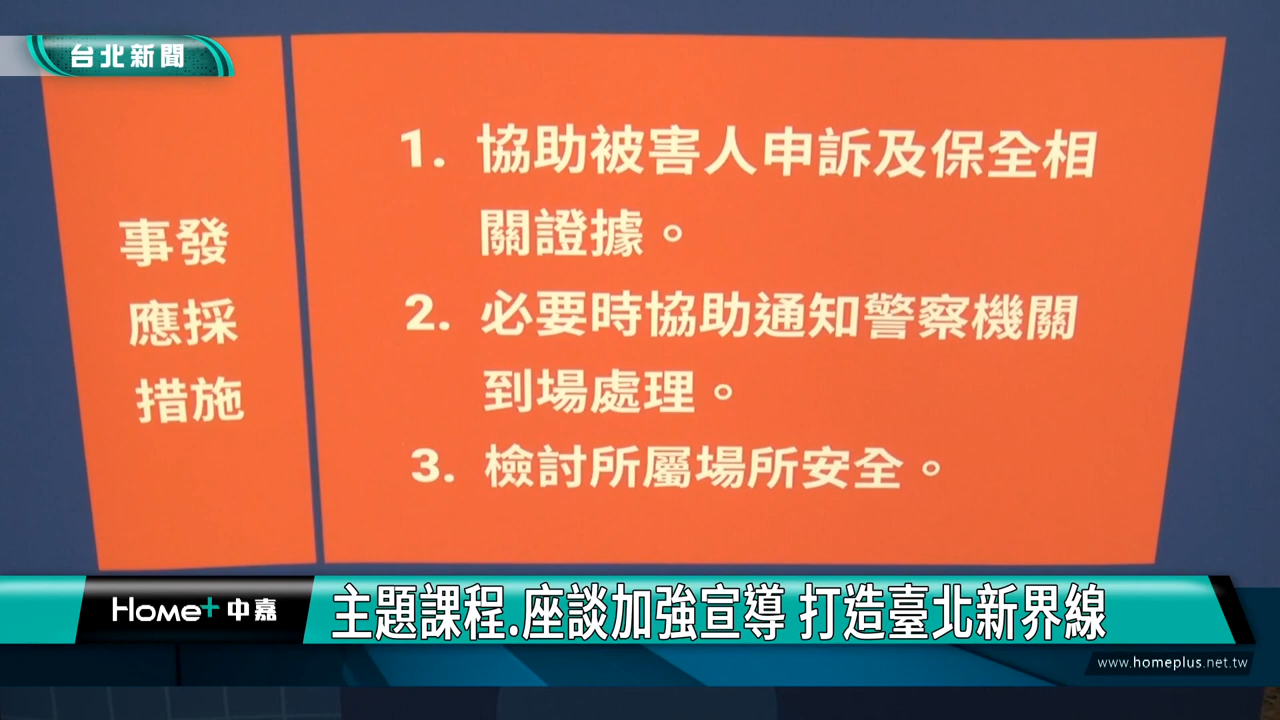 台北新聞
事發
應採
措施
1. 協助被害人申訴及保全相
關證據。
2. 必要時協助通知警察機關
到場處理。
3. 檢討所屬場所安全。
Home+中嘉
主題課程.座談加強宣導 打造臺北新界線
www.homeplus.net.tw